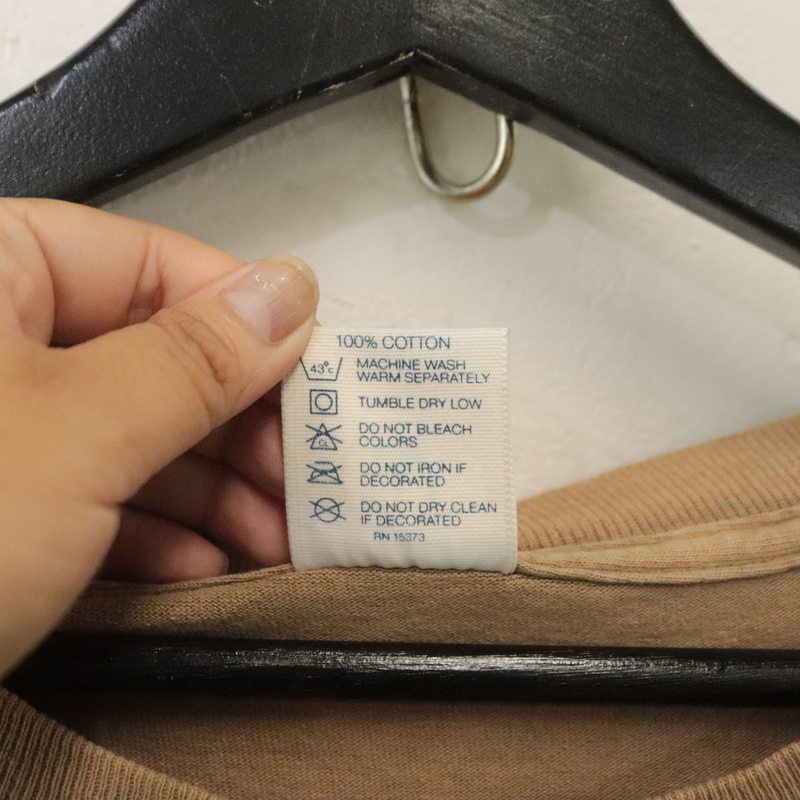 100% COTTON
43°C MACHINE WASH
WARM SEPARATELY
TUMBLE DRY LOW
DO NOT BLEACH
CL COLORS
DO NOT IRON IF
DECORATED
DO NOT DRY CLEAN
IF DECORATED
RN 15373